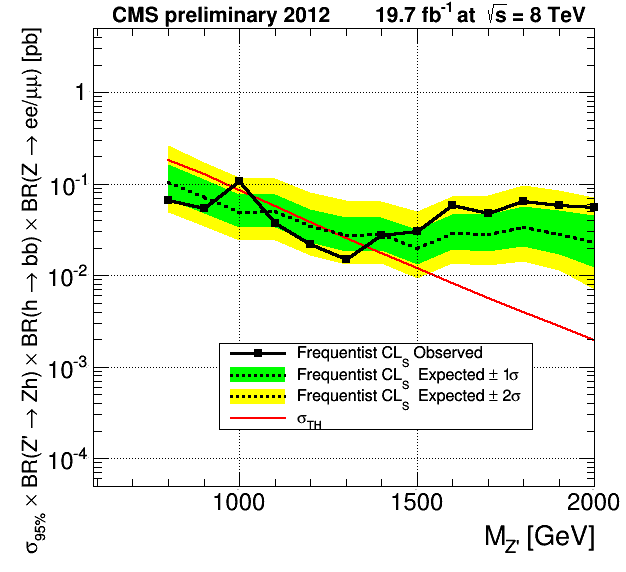 CMS preliminary 2012 19.7 fb⁻¹ at √s = 8 TeV
σ95% × BR(Z' → Zh) × BR(h → bb) × BR(Z → ee/μμ) [pb]
1
10⁻¹
10⁻²
10⁻³
10⁻⁴
Frequentist CLS Observed
Frequentist CLS Expected ± 1σ
Frequentist CLS Expected ± 2σ
σTH
1000 1500 2000
MZ' [GeV]